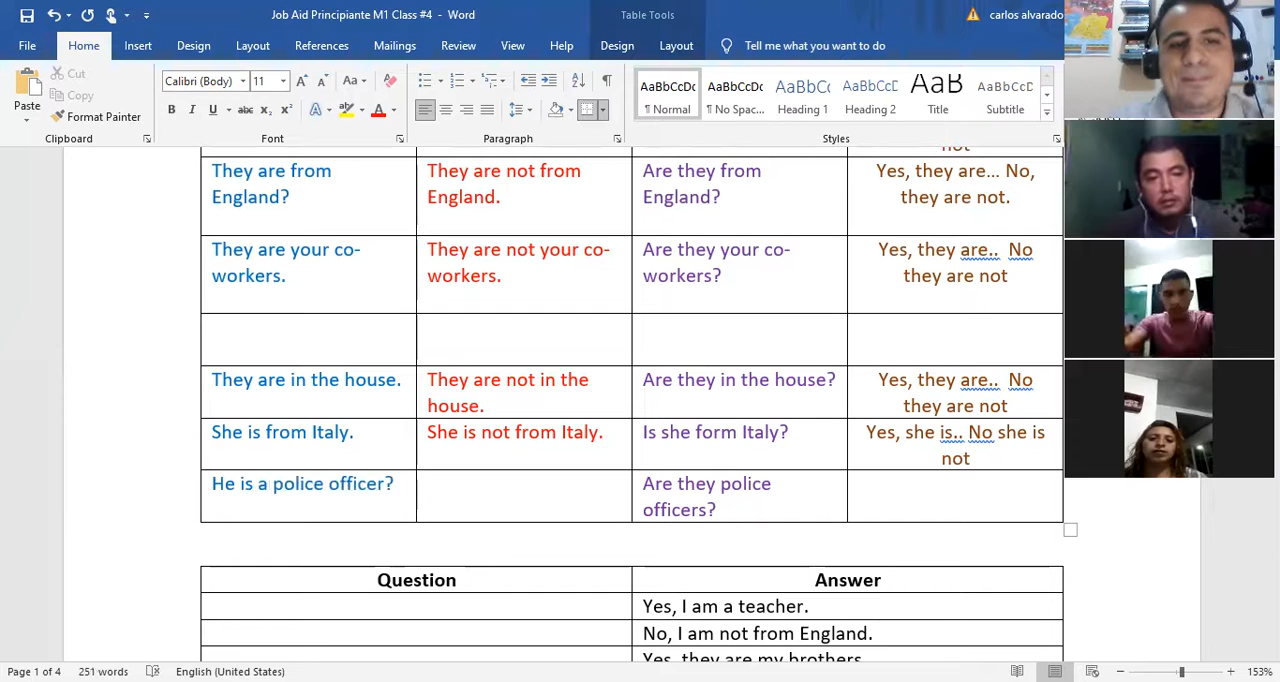 Job Aid Principiante M1 Class #4 - Word
Table Tools
carlos alvarado
File Home Insert Design Layout References Mailings Review View Help Design Layout Tell me what you want to do
Paste
Cut
Copy
Format Painter
Clipboard
Calibri (Body) 11
Font
Paragraph
AaBbCcDc AaBbCcDc AaBbCc AaBbCcD AaB AaBbCcD
¶ Normal ¶ No Spac... Heading 1 Heading 2 Title Subtitle
Styles
not
They are from England?
They are not from England.
Are they from England?
Yes, they are... No, they are not.
They are your co-workers.
They are not your co-workers.
Are they your co-workers?
Yes, they are.. No they are not
They are in the house.
They are not in the house.
Are they in the house?
Yes, they are.. No they are not
She is from Italy.
She is not from Italy.
Is she form Italy?
Yes, she is.. No she is not
He is a police officer?
Are they police officers?
Question Answer
Yes, I am a teacher.
No, I am not from England.
Yes, they are my brothers
Page 1 of 4 251 words English (United States) 153%